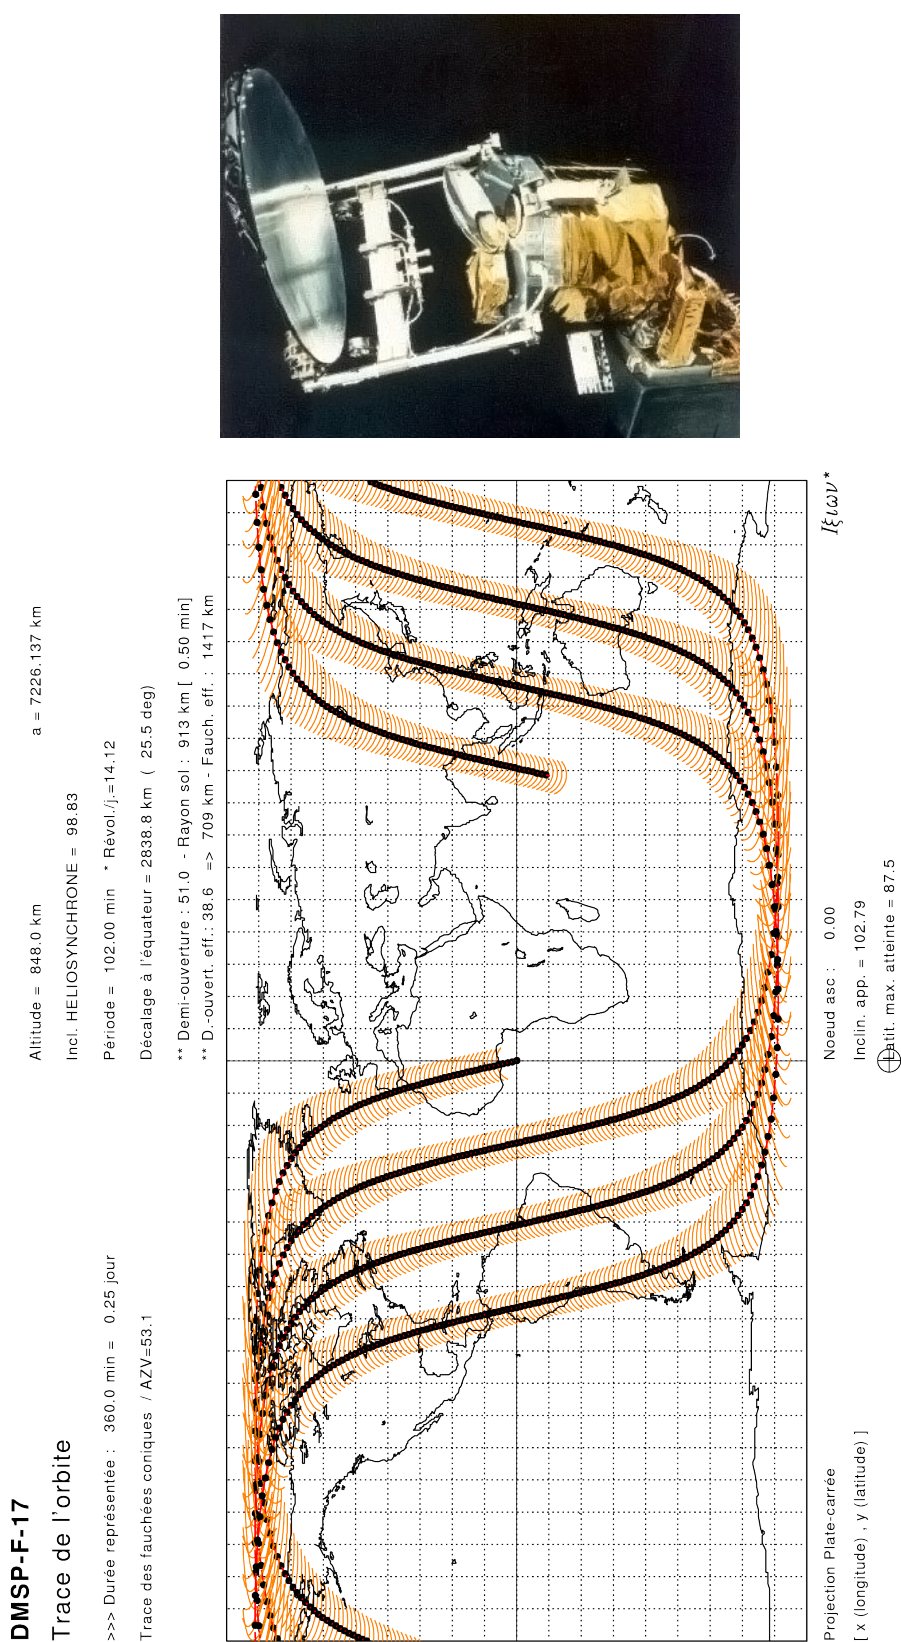 DMSP-F-17
Trace de l'orbite
>>> Durée représentée : 360.0 min = 0.25 jour
Trace des fauchées coniques / AZV=53.1
Altitude = 848.0 km a = 7226.137 km
Incl. HELIOSYNCHRONE = 98.83
Période = 102.00 min * Révol./j.=14.12
Décalage à l'équateur = 2838.8 km ( 25.5 deg)
** Demi-ouverture : 51.0 - Rayon sol : 913 km [ 0.50 min]
** D.-ouvert. eff.: 38.6 => 709 km - Fauch. eff. : 1417 km
Projection Plate-carrée
[ x (longitude) , y (latitude) ]
Noeud asc : 0.00
Inclin. app. = 102.79
Latit. max. atteinte = 87.5
Ιξιων*